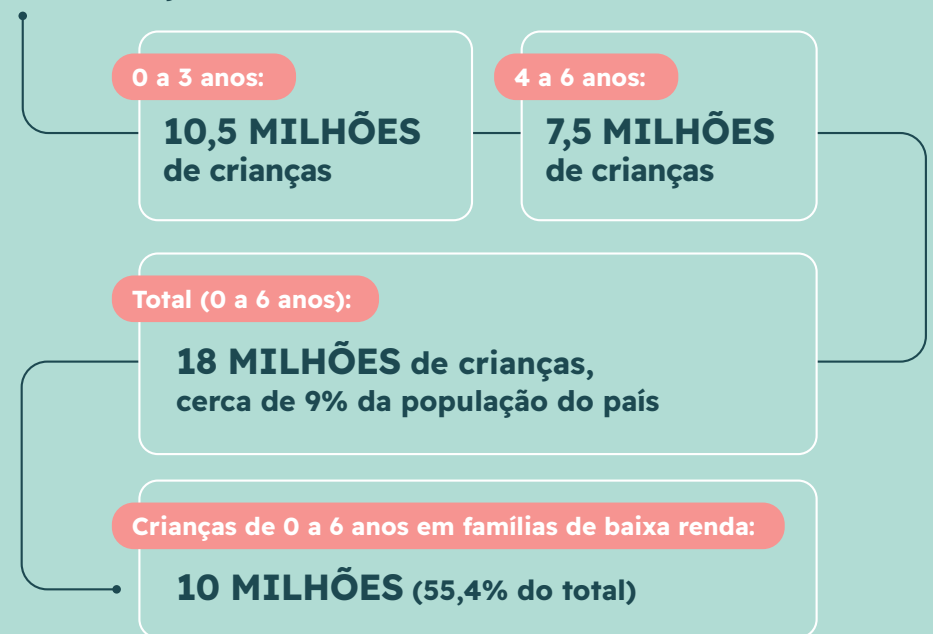 0 a 3 anos:
10,5 MILHÕES
de crianças
4 a 6 anos:
7,5 MILHÕES
de crianças
Total (0 a 6 anos):
18 MILHÕES de crianças,
cerca de 9% da população do país
Crianças de 0 a 6 anos em famílias de baixa renda:
10 MILHÕES (55,4% do total)